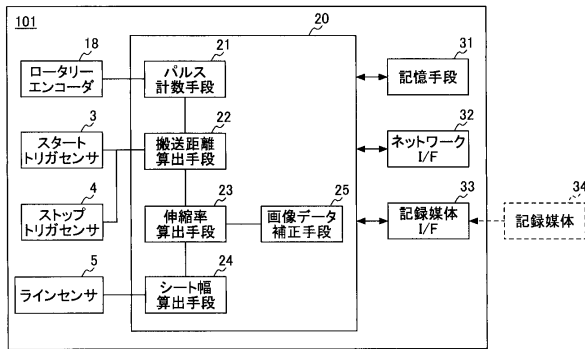 101
20
18
ロータリー
エンコーダ
21
パルス
計数手段
31
記憶手段
3
スタート
トリガセンサ
22
搬送距離
算出手段
32
ネットワーク
I/F
4
ストップ
トリガセンサ
23
伸縮率
算出手段
25
画像データ
補正手段
33
記録媒体
I/F
34
記録媒体
5
ラインセンサ
24
シート幅
算出手段